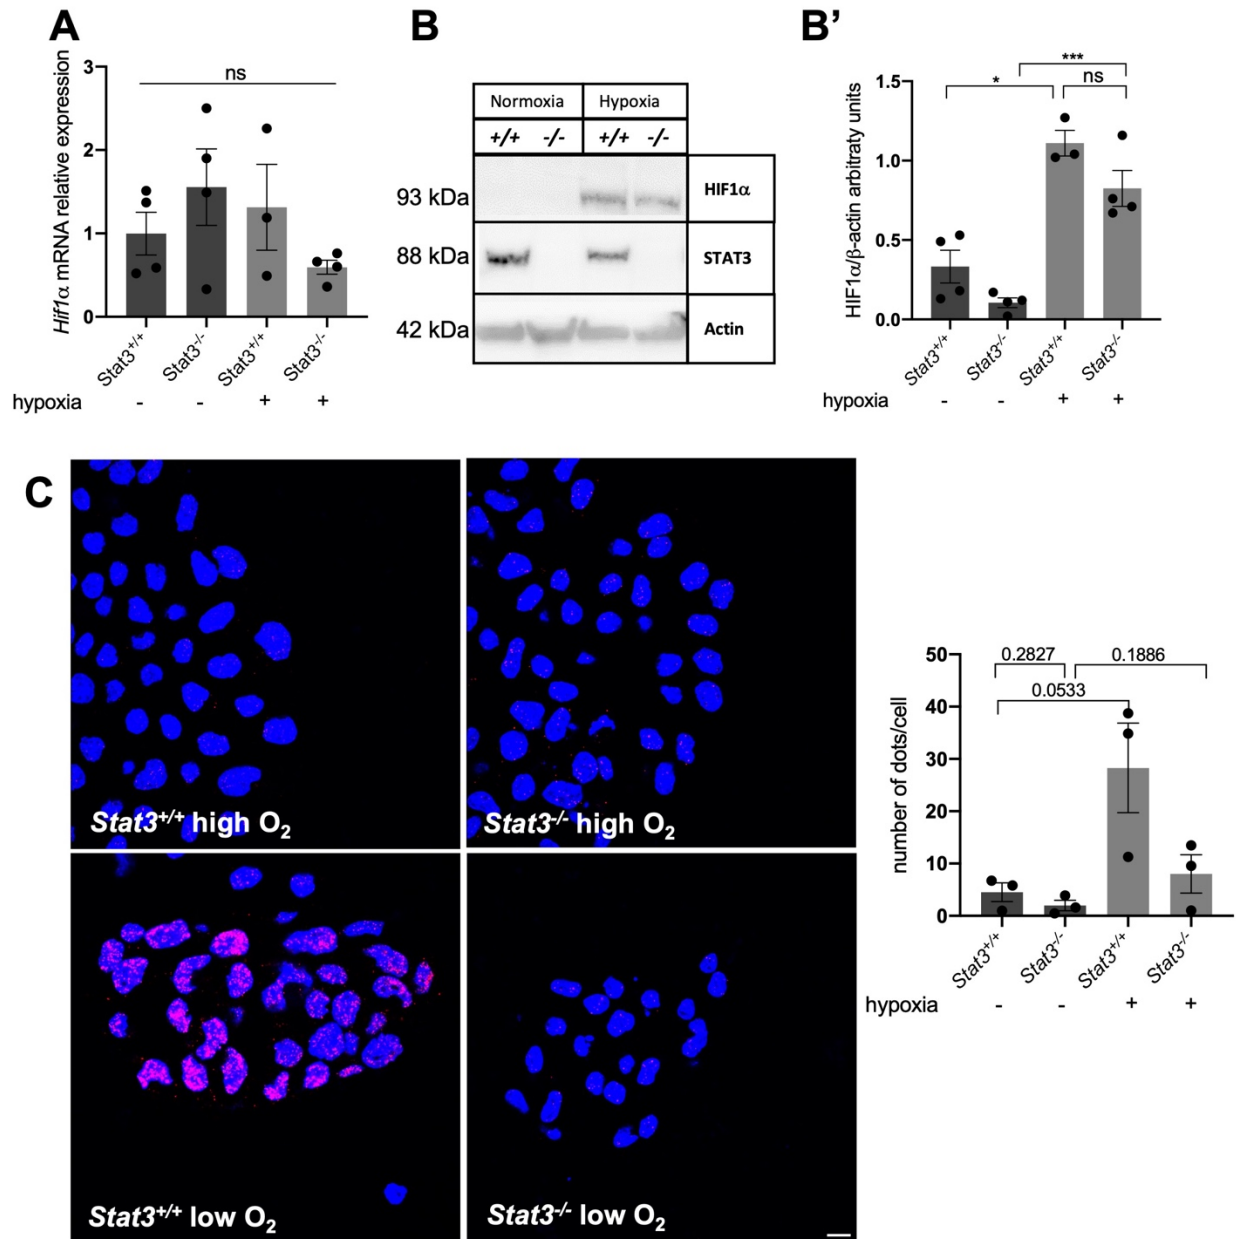 A
Hif1α mRNA relative expression
3
2
1
0
ns
Stat3+/+
Stat3-/-
Stat3+/+
Stat3-/-
hypoxia - - + +
B
Normoxia Hypoxia
+/+ -/- +/+ -/-
93 kDa HIF1α
88 kDa STAT3
42 kDa Actin
B’
HIF1α/β-actin arbitraty units
1.5
1.0
0.5
0.0
***
* ns
Stat3+/+
Stat3-/-
Stat3+/+
Stat3-/-
hypoxia - - + +
C
Stat3+/+ high O2
Stat3-/- high O2
Stat3+/+ low O2
Stat3-/- low O2
number of dots/cell
50
40
30
20
10
0
0.2827 0.1886
0.0533
Stat3+/+
Stat3-/-
Stat3+/+
Stat3-/-
hypoxia - - + +